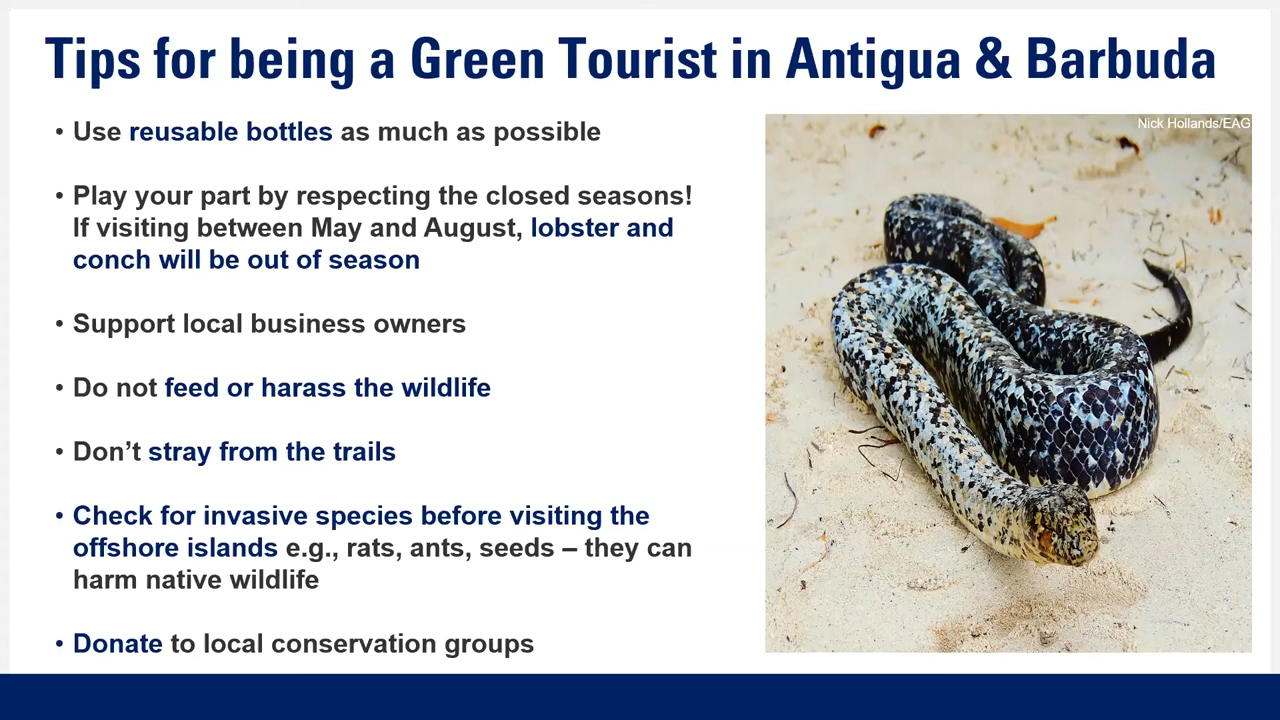 Tips for being a Green Tourist in Antigua & Barbuda
• Use reusable bottles as much as possible
• Play your part by respecting the closed seasons!
If visiting between May and August, lobster and
conch will be out of season
• Support local business owners
• Do not feed or harass the wildlife
• Don’t stray from the trails
• Check for invasive species before visiting the
offshore islands e.g., rats, ants, seeds – they can
harm native wildlife
• Donate to local conservation groups
Nick Hollands/EAG